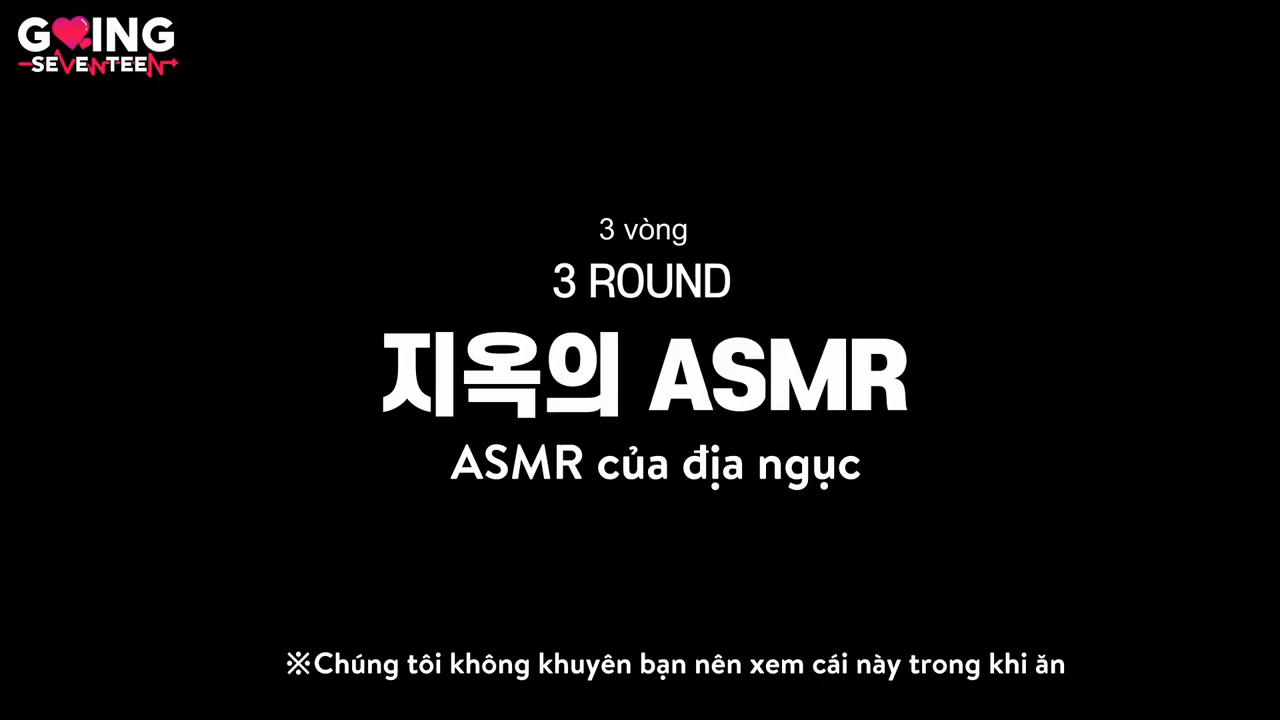 GOING
SEVENTEEN
3 vòng
3 ROUND
지옥의 ASMR
ASMR của địa ngục
※Chúng tôi không khuyên bạn nên xem cái này trong khi ăn